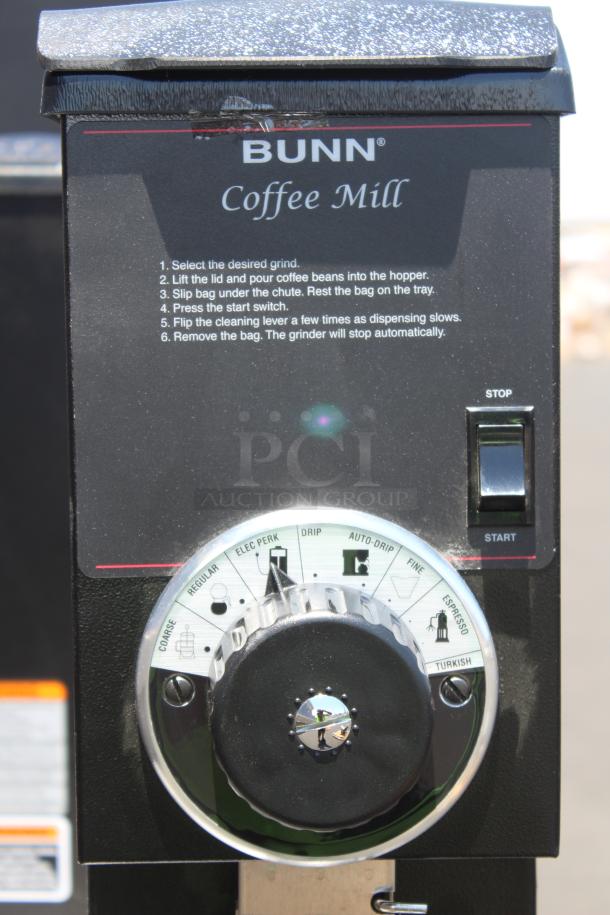 BUNN®
Coffee Mill
1. Select the desired grind.
2. Lift the lid and pour coffee beans into the hopper.
3. Slip bag under the chute. Rest the bag on the tray.
4. Press the start switch.
5. Flip the cleaning lever a few times as dispensing slows.
6. Remove the bag. The grinder will stop automatically.
STOP
PCI
AUCTION GROUP
START
COARSE
REGULAR
ELEC PERK
DRIP
AUTO-DRIP
FINE
ESPRESSO
TURKISH